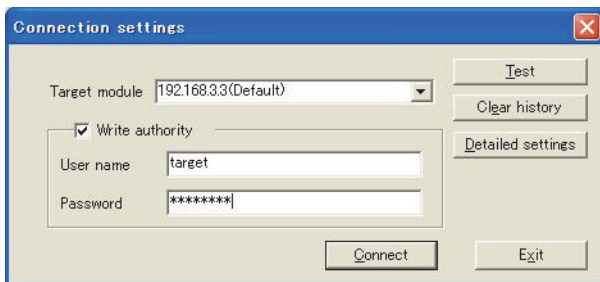 Connection settings
Target module 192.168.3.3(Default)
Test
Clear history
Detailed settings
Write authority
User name target
Password ********
Connect
Exit